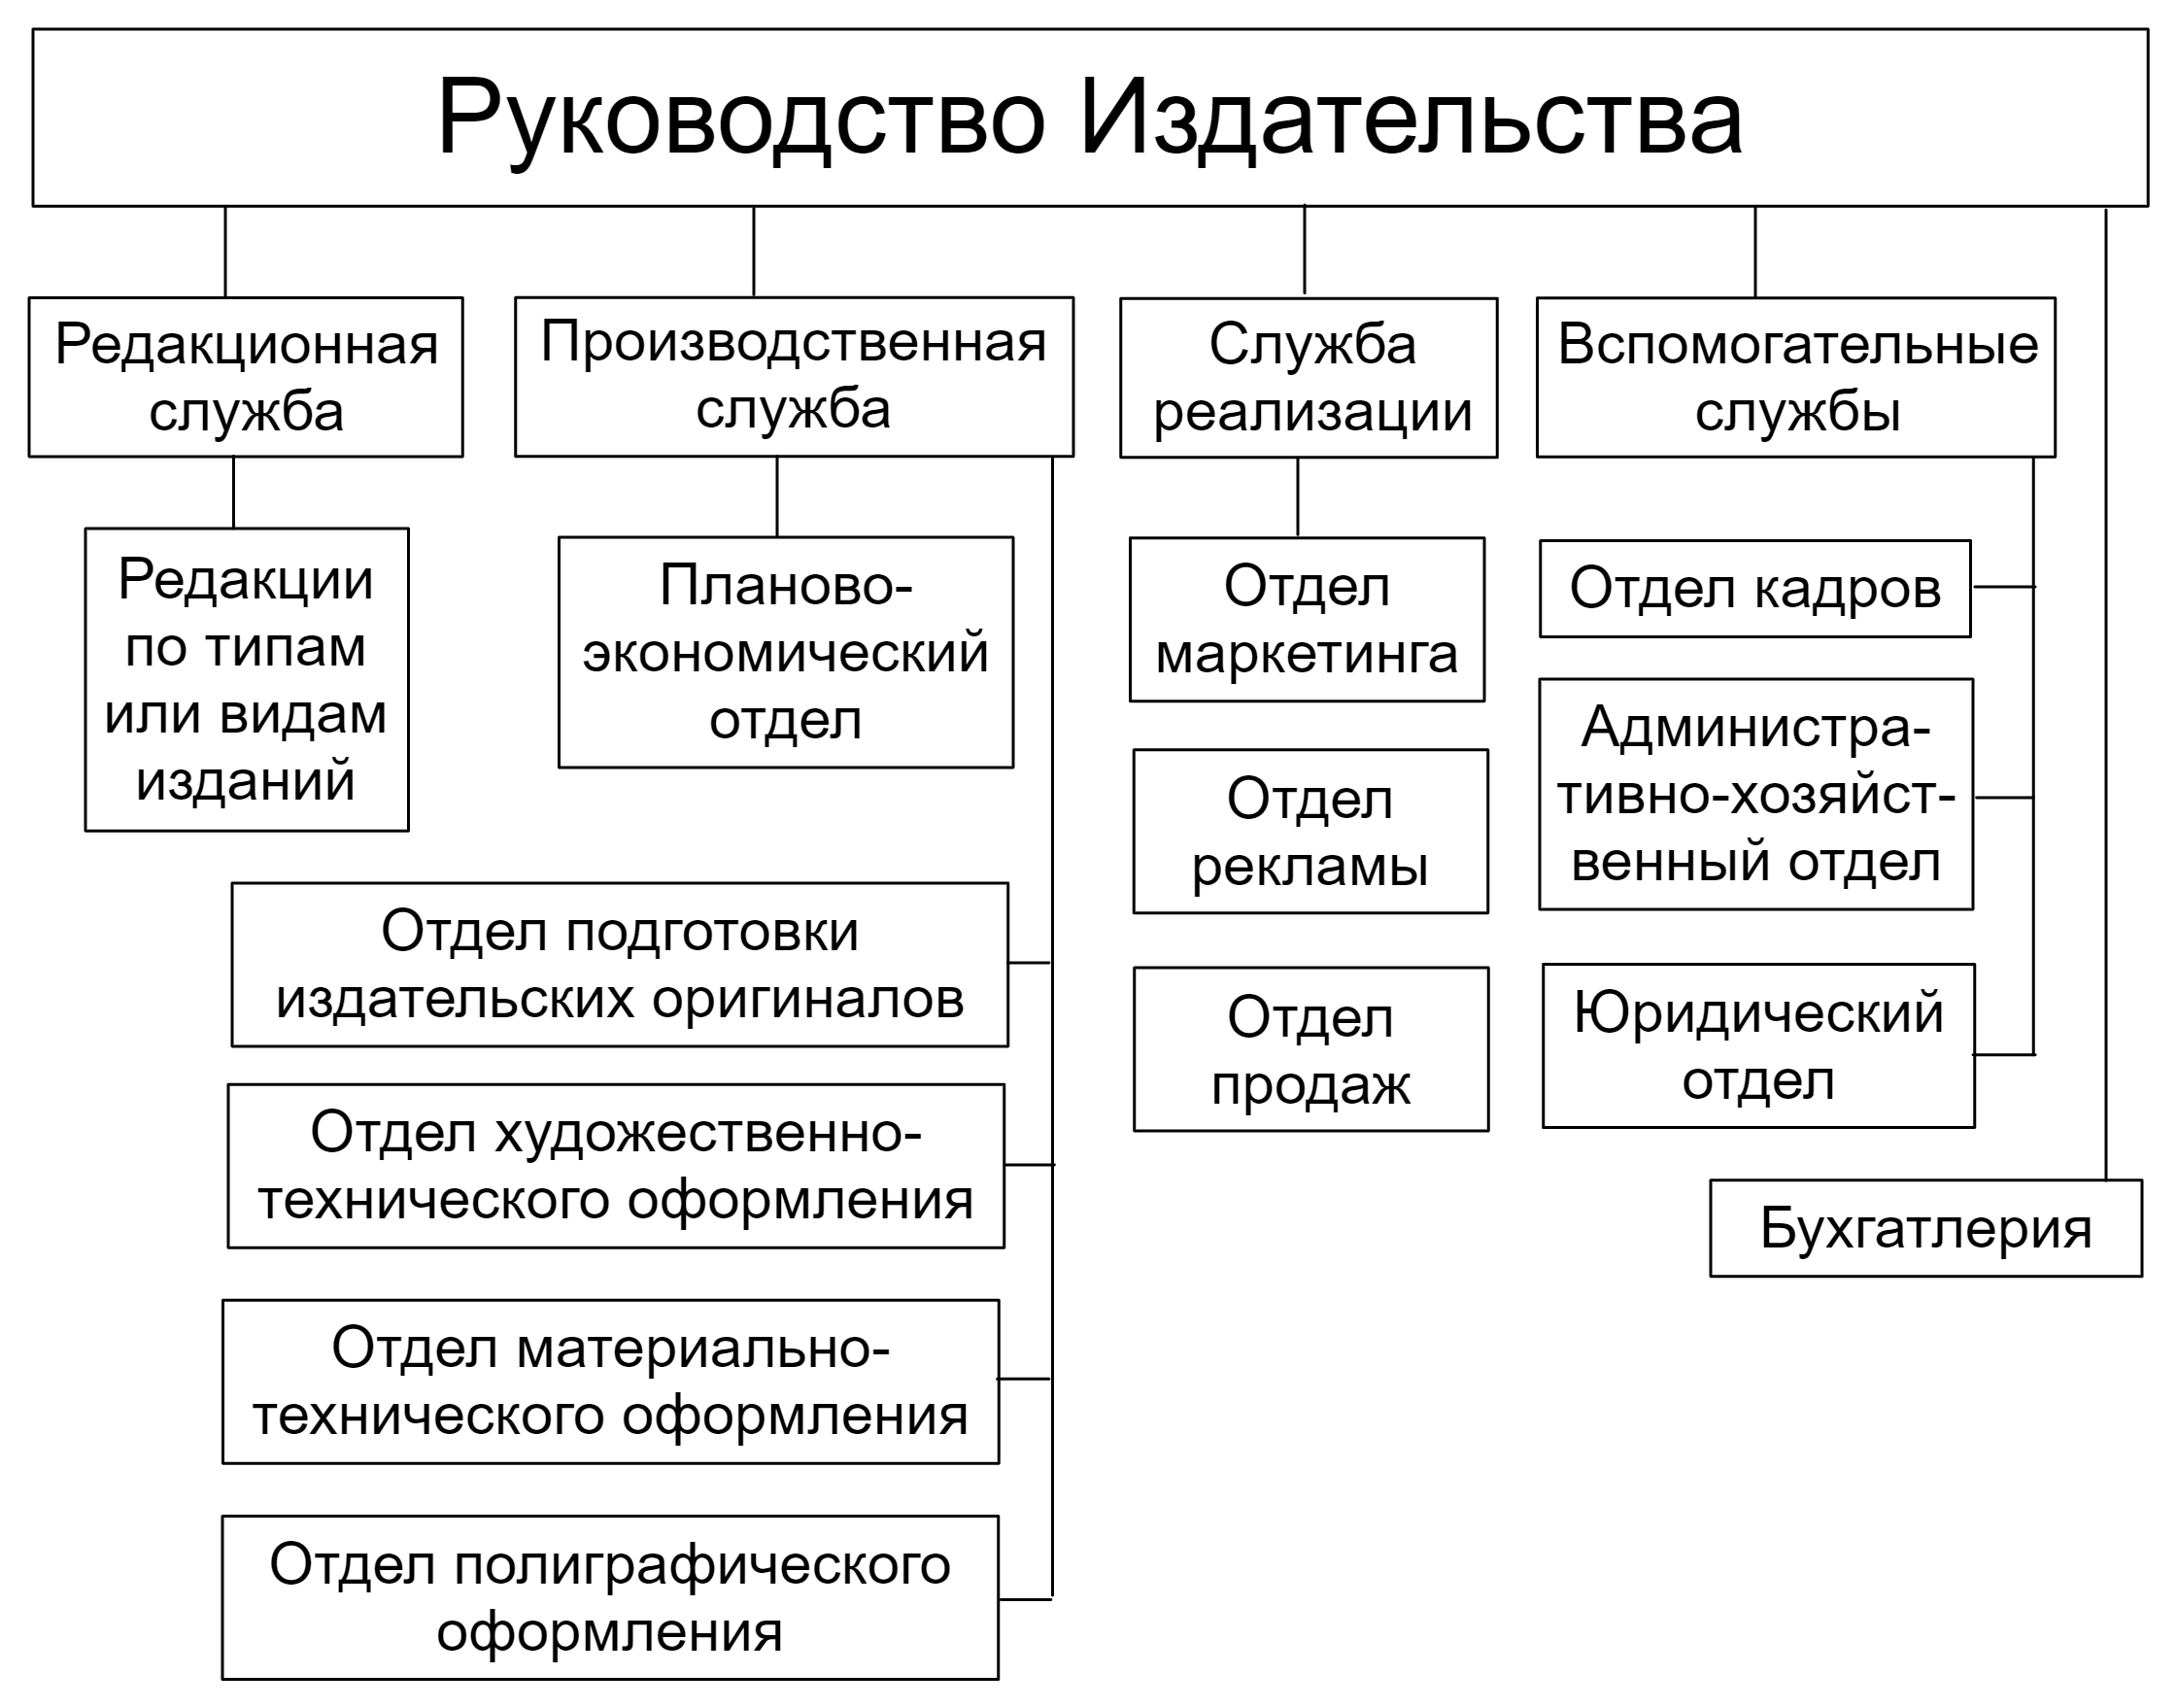 Руководство Издательства
Редакционная
служба
Производственная
служба
Служба
реализации
Вспомогательные
службы
Редакции
по типам
или видам
изданий
Планово-
экономический
отдел
Отдел
маркетинга
Отдел кадров
Администра-
тивно-хозяйст-
венный отдел
Отдел
рекламы
Отдел подготовки
издательских оригиналов
Отдел
продаж
Юридический
отдел
Отдел художественно-
технического оформления
Бухгатлерия
Отдел материально-
технического оформления
Отдел полиграфического
оформления